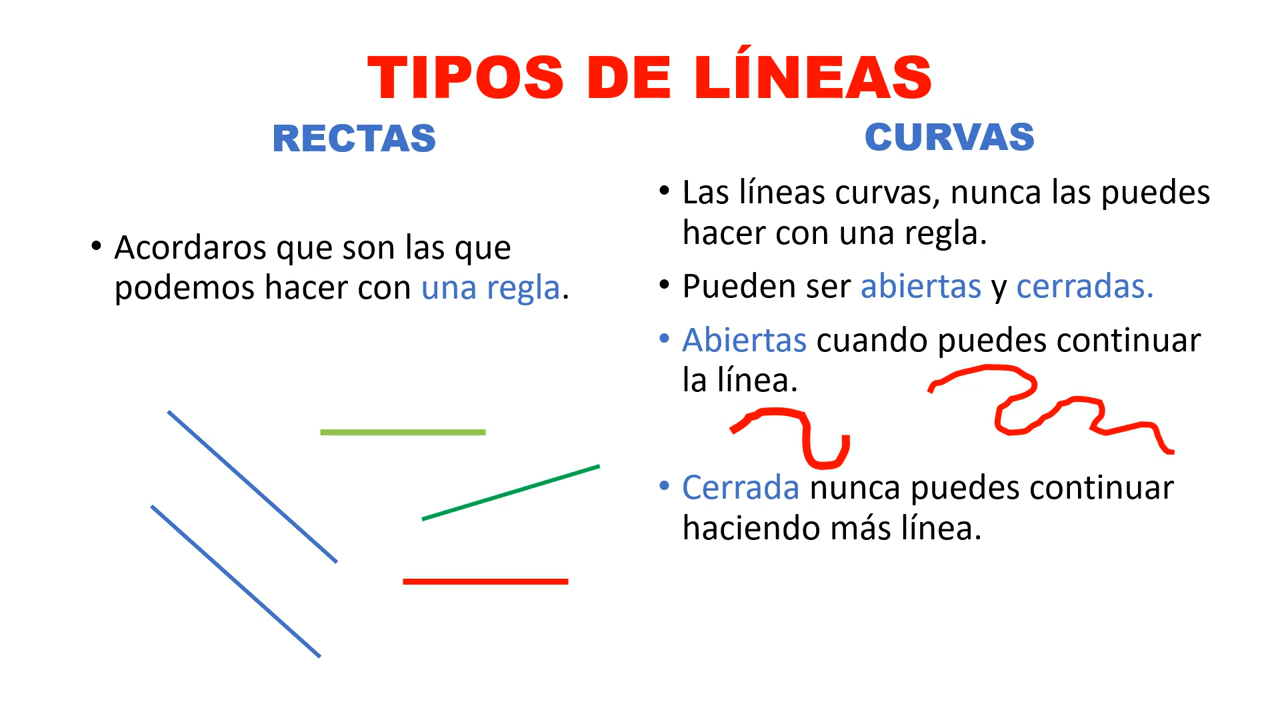 TIPOS DE LÍNEAS
RECTAS
• Acordaros que son las que
podemos hacer con una regla.
CURVAS
• Las líneas curvas, nunca las puedes
hacer con una regla.
• Pueden ser abiertas y cerradas.
• Abiertas cuando puedes continuar
la línea.
• Cerrada nunca puedes continuar
haciendo más línea.